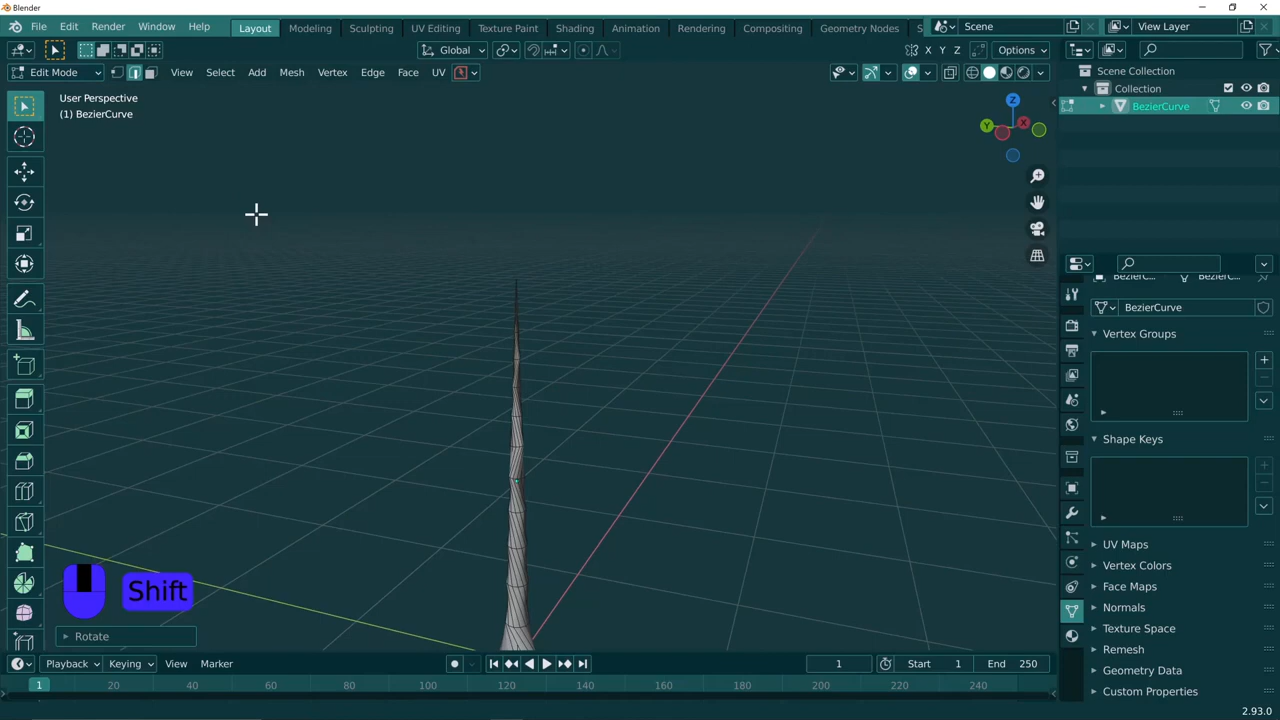 Blender
File Edit Render Window Help Layout Modeling Sculpting UV Editing Texture Paint Shading Animation Rendering Compositing Geometry Nodes S Scene View Layer
Global X Y Z Options
Edit Mode View Select Add Mesh Vertex Edge Face UV
Scene Collection
Collection
BezierCurve
User Perspective
(1) BezierCurve
Z
Y
X
BezierC... BezierC...
BezierCurve
Vertex Groups
Shape Keys
UV Maps
Vertex Colors
Face Maps
Normals
Texture Space
Remesh
Geometry Data
Custom Properties
Shift
Rotate
Playback Keying View Marker 1 Start 1 End 250
1 20 40 60 80 100 120 140 160 180 200 220 240
2.93.0